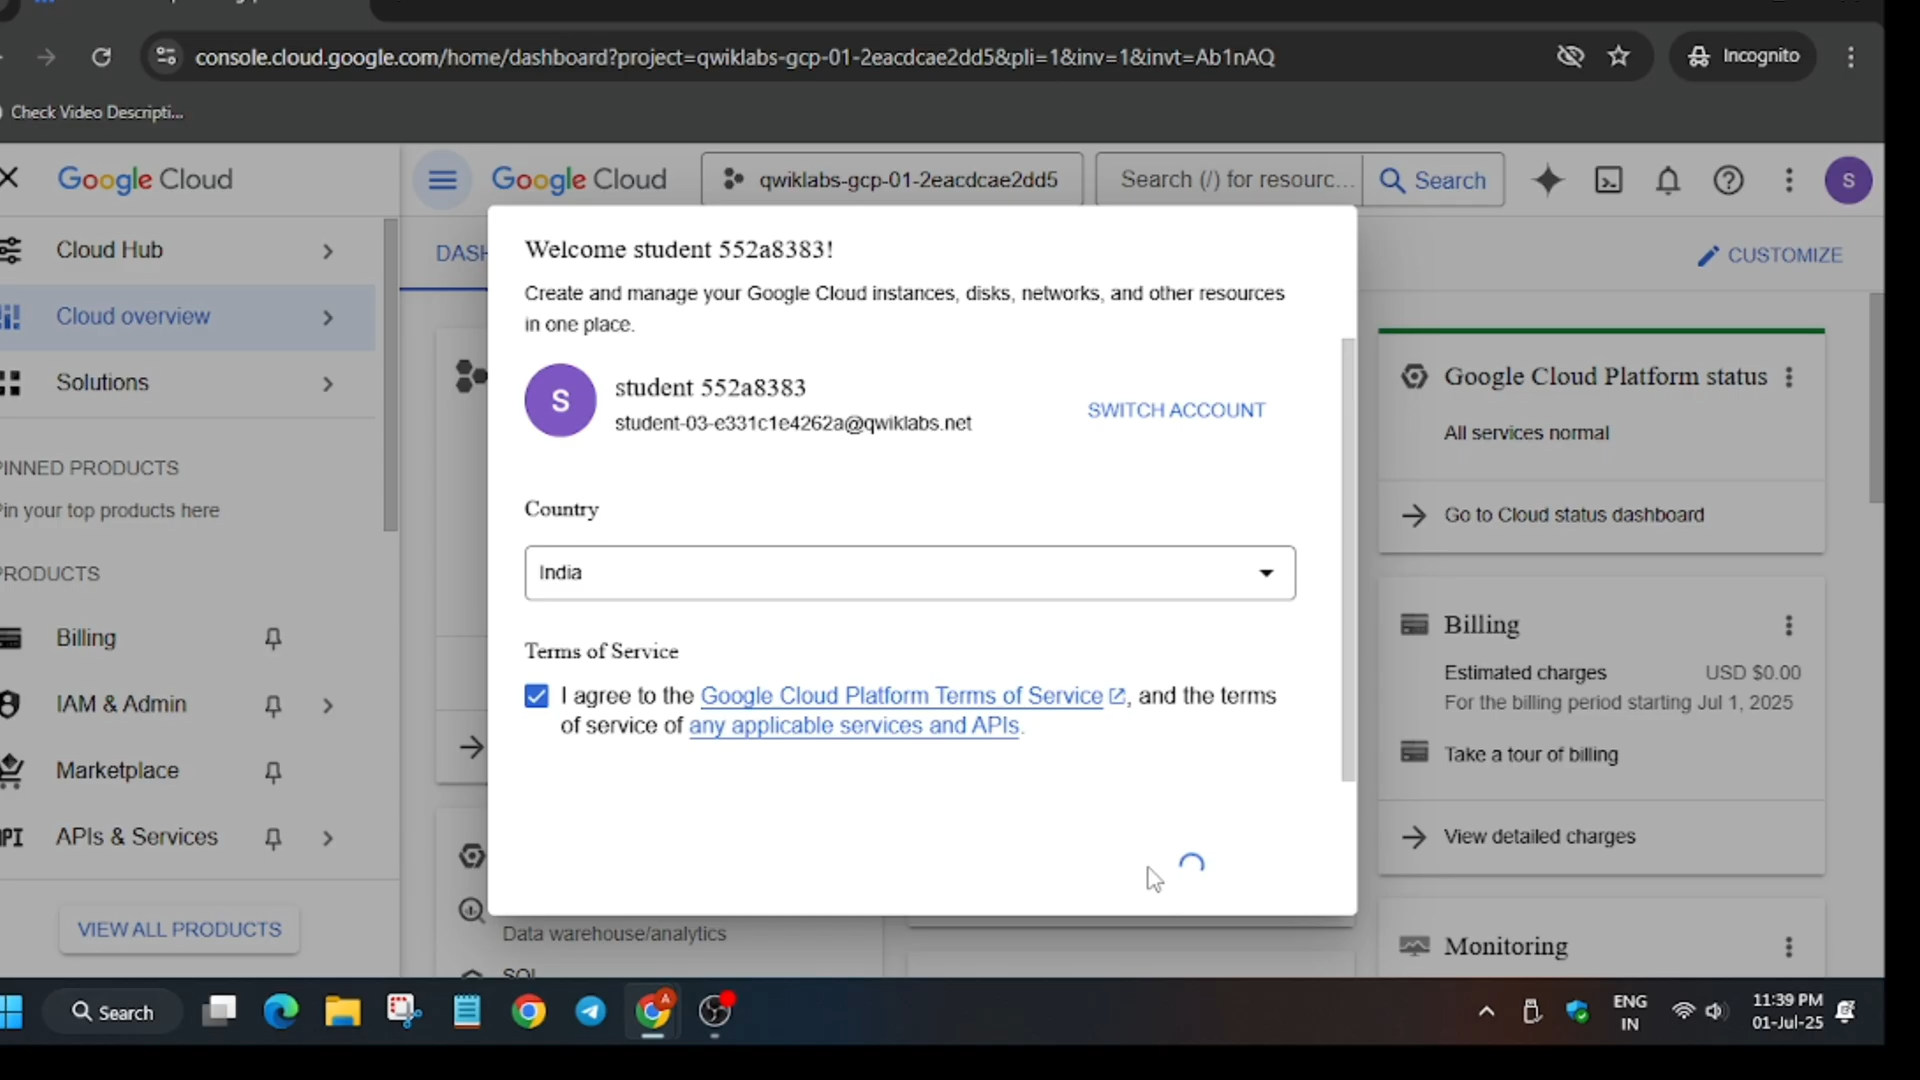 console.cloud.google.com/home/dashboard?project=qwiklabs-gcp-01-2eacdcae2dd5&pli=1&inv=1&invt=Ab1nAQ
Incognito
Check Video Descripti...
Google Cloud
Google Cloud
qwiklabs-gcp-01-2eacdcae2dd5
Search (/) for resourc...
Search
S
Cloud Hub
Cloud overview
Solutions
PINNED PRODUCTS
Pin your top products here
PRODUCTS
Billing
IAM & Admin
Marketplace
API
APIs & Services
VIEW ALL PRODUCTS
DASH
CUSTOMIZE
Welcome student 552a8383!
Create and manage your Google Cloud instances, disks, networks, and other resources
in one place.
S
student 552a8383
student-03-e331c1e4262a@qwiklabs.net
SWITCH ACCOUNT
Country
India
Terms of Service
I agree to the Google Cloud Platform Terms of Service, and the terms
of service of any applicable services and APIs.
Data warehouse/analytics
SQL
Google Cloud Platform status
All services normal
Go to Cloud status dashboard
Billing
Estimated charges USD $0.00
For the billing period starting Jul 1, 2025
Take a tour of billing
View detailed charges
Monitoring
Search
A
ENG
IN
11:39 PM
01-Jul-25